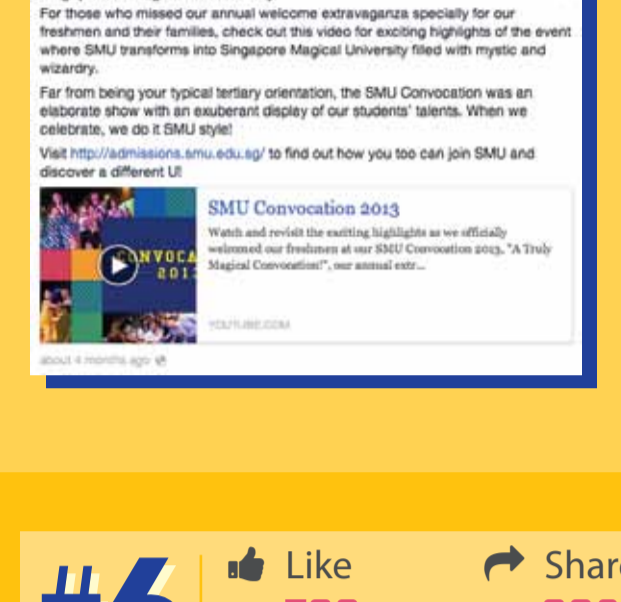 For those who missed our annual welcome extravaganza specially for our
freshmen and their families, check out this video for exciting highlights of the event
where SMU transforms into Singapore Magical University filled with mystic and
wizardry.
Far from being your typical tertiary orientation, the SMU Convocation was an
elaborate show with an exuberant display of our students' talents. When we
celebrate, we do it SMU style!
Visit http://admissions.smu.edu.sg/ to find out how you too can join SMU and
discover a different U!
CONVOCA
2013
SMU Convocation 2013
Watch and revisit the exciting highlights as we officially
welcomed our freshmen at our SMU Convocation 2013, "A Truly
Magical Convocation!", our annual extr...
YOUTUBE.COM
about 4 months ago
#6
Like
Share